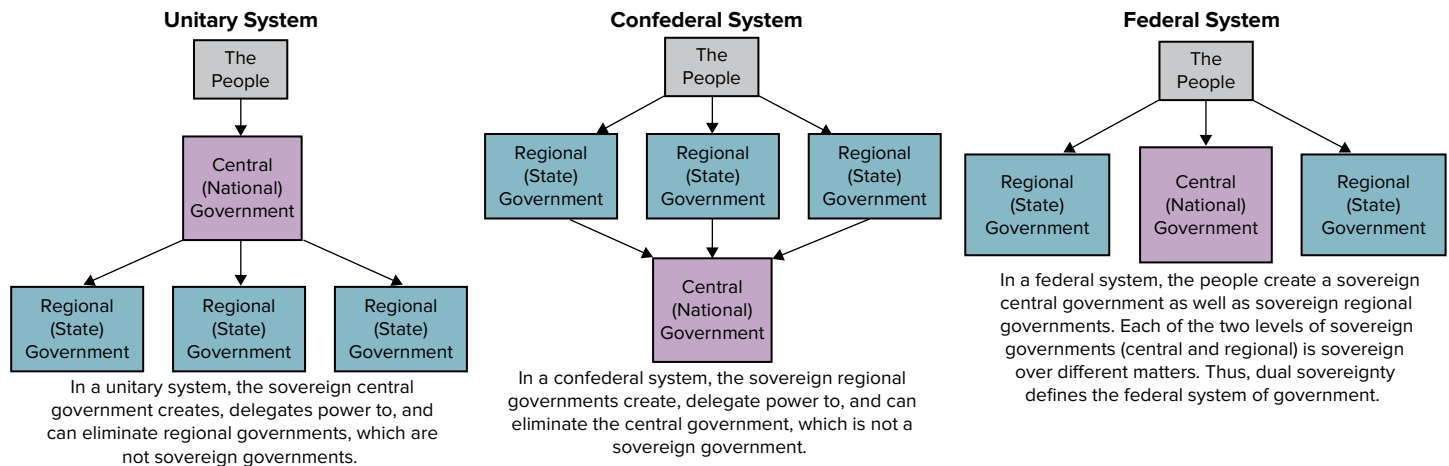 Unitary System
The
People
Central
(National)
Government
Regional
(State)
Government
Regional
(State)
Government
Regional
(State)
Government
In a unitary system, the sovereign central
government creates, delegates power to, and
can eliminate regional governments, which are
not sovereign governments.
Confederal System
The
People
Regional
(State)
Government
Regional
(State)
Government
Regional
(State)
Government
Central
(National)
Government
In a confederal system, the sovereign regional
governments create, delegate power to, and can
eliminate the central government, which is not a
sovereign government.
Federal System
The
People
Regional
(State)
Government
Central
(National)
Government
Regional
(State)
Government
In a federal system, the people create a sovereign
central government as well as sovereign regional
governments. Each of the two levels of sovereign
governments (central and regional) is sovereign
over different matters. Thus, dual sovereignty
defines the federal system of government.